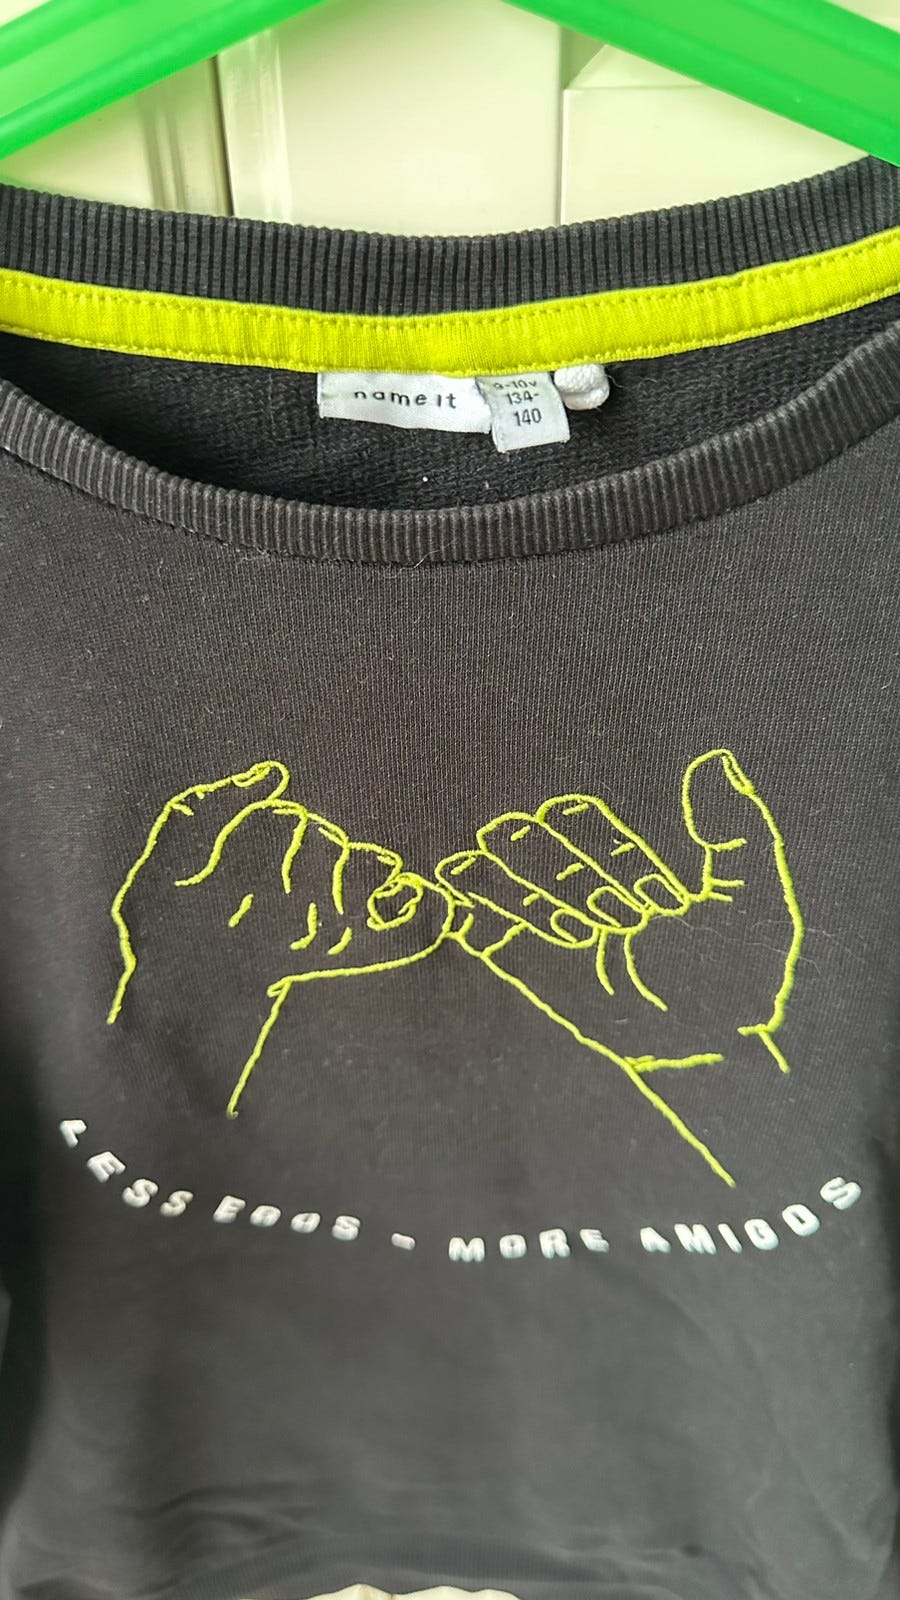 name it
9-10y
134-
140
LESS EGOS - MORE AMIGOS